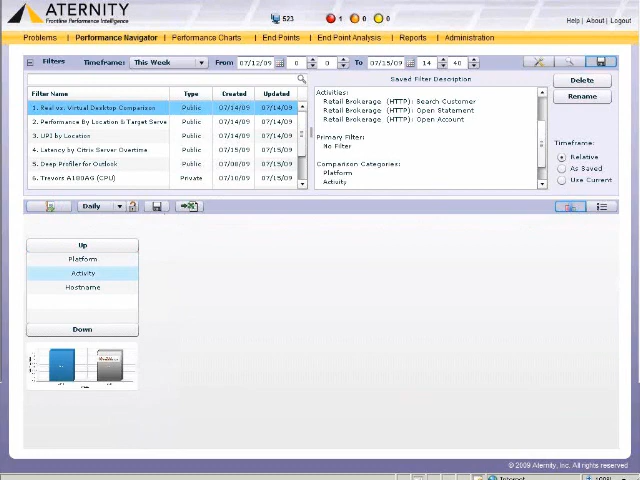 ATERNITY
Frontline Performance Intelligence
523 1 0 0
Help | About | Logout
Problems Performance Navigator Performance Charts End Points End Point Analysis Reports Administration
Filters Timeframe: This Week From 07/12/09 0 0 To 07/15/09 14 40
Saved Filter Description
Filter Name Type Created Updated
1. Real vs. Virtual Desktop Comparison Public 07/14/09 07/14/09
2. Performance By Location & Target Serve Public 07/14/09 07/14/09
3. UPI by Location Public 07/14/09 07/14/09
4. Latency by Citrix Server Overtime Public 07/14/09 07/15/09
5. Deep Profiler for Outlook Public 07/08/09 07/15/09
6. Trevors A180AG (CPU) Private 07/10/09 07/15/09
Activities:
Retail Brokerage (HTTP): Search Customer
Retail Brokerage (HTTP): Open Statement
Retail Brokerage (HTTP): Open Account
Primary Filter:
No Filter
Comparison Categories:
Platform
Activity
Delete
Rename
Timeframe:
Relative
As Saved
Use Current
Daily
Up
Platform
Activity
Hostname
Down
© 2009 Aternity, Inc. All rights reserved
Internet